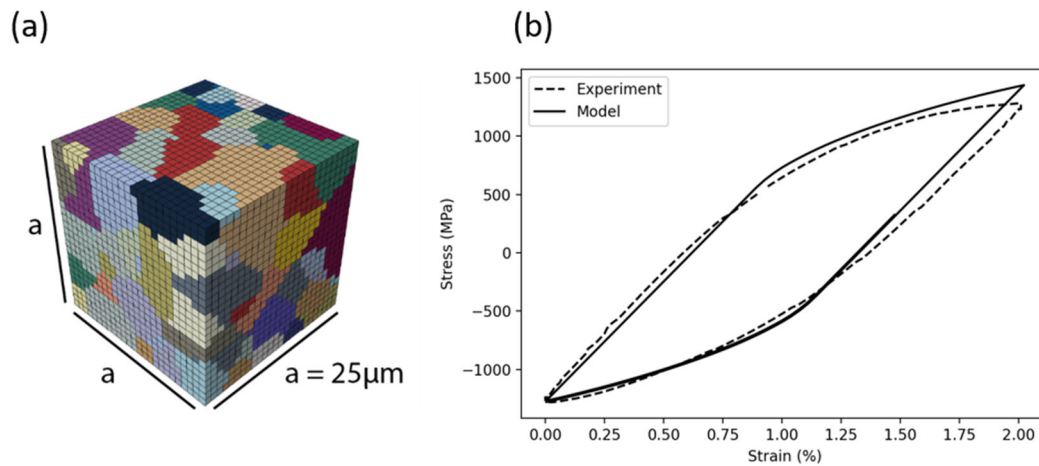 (a)
a
a
a = 25μm
(b)
Experiment
Model
1500
1000
500
0
−500
−1000
Stress (MPa)
0.00 0.25 0.50 0.75 1.00 1.25 1.50 1.75 2.00
Strain (%)